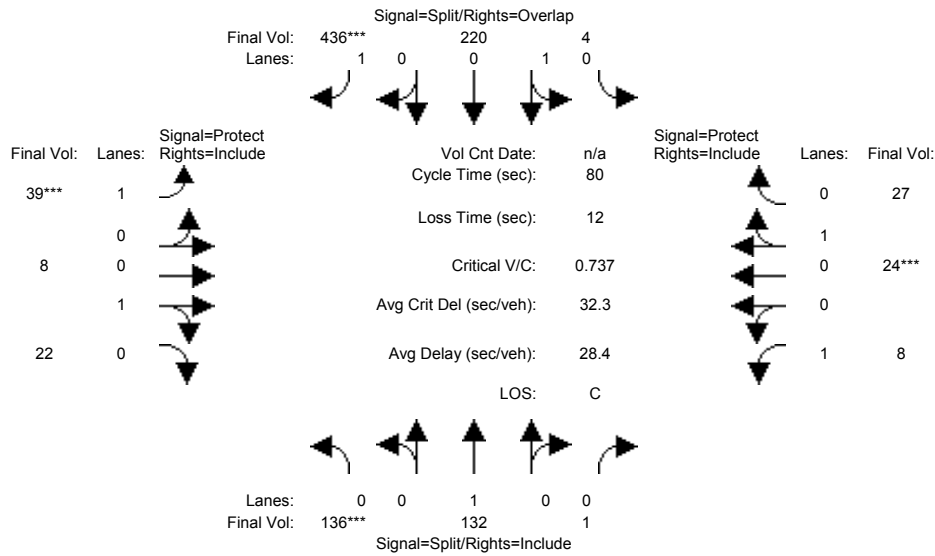 Signal=Split/Rights=Overlap
Final Vol: 436*** 220 4
Lanes: 1 0 0 1 0
Signal=Protect
Final Vol: Lanes: Rights=Include
Vol Cnt Date: n/a
Signal=Protect
Rights=Include Lanes: Final Vol:
Cycle Time (sec): 80
39*** 1
0 27
Loss Time (sec): 12
0
1
8 0
Critical V/C: 0.737
0 24***
1
Avg Crit Del (sec/veh): 32.3
0
22 0
Avg Delay (sec/veh): 28.4
1 8
LOS: C
Lanes: 0 0 1 0 0
Final Vol: 136*** 132 1
Signal=Split/Rights=Include